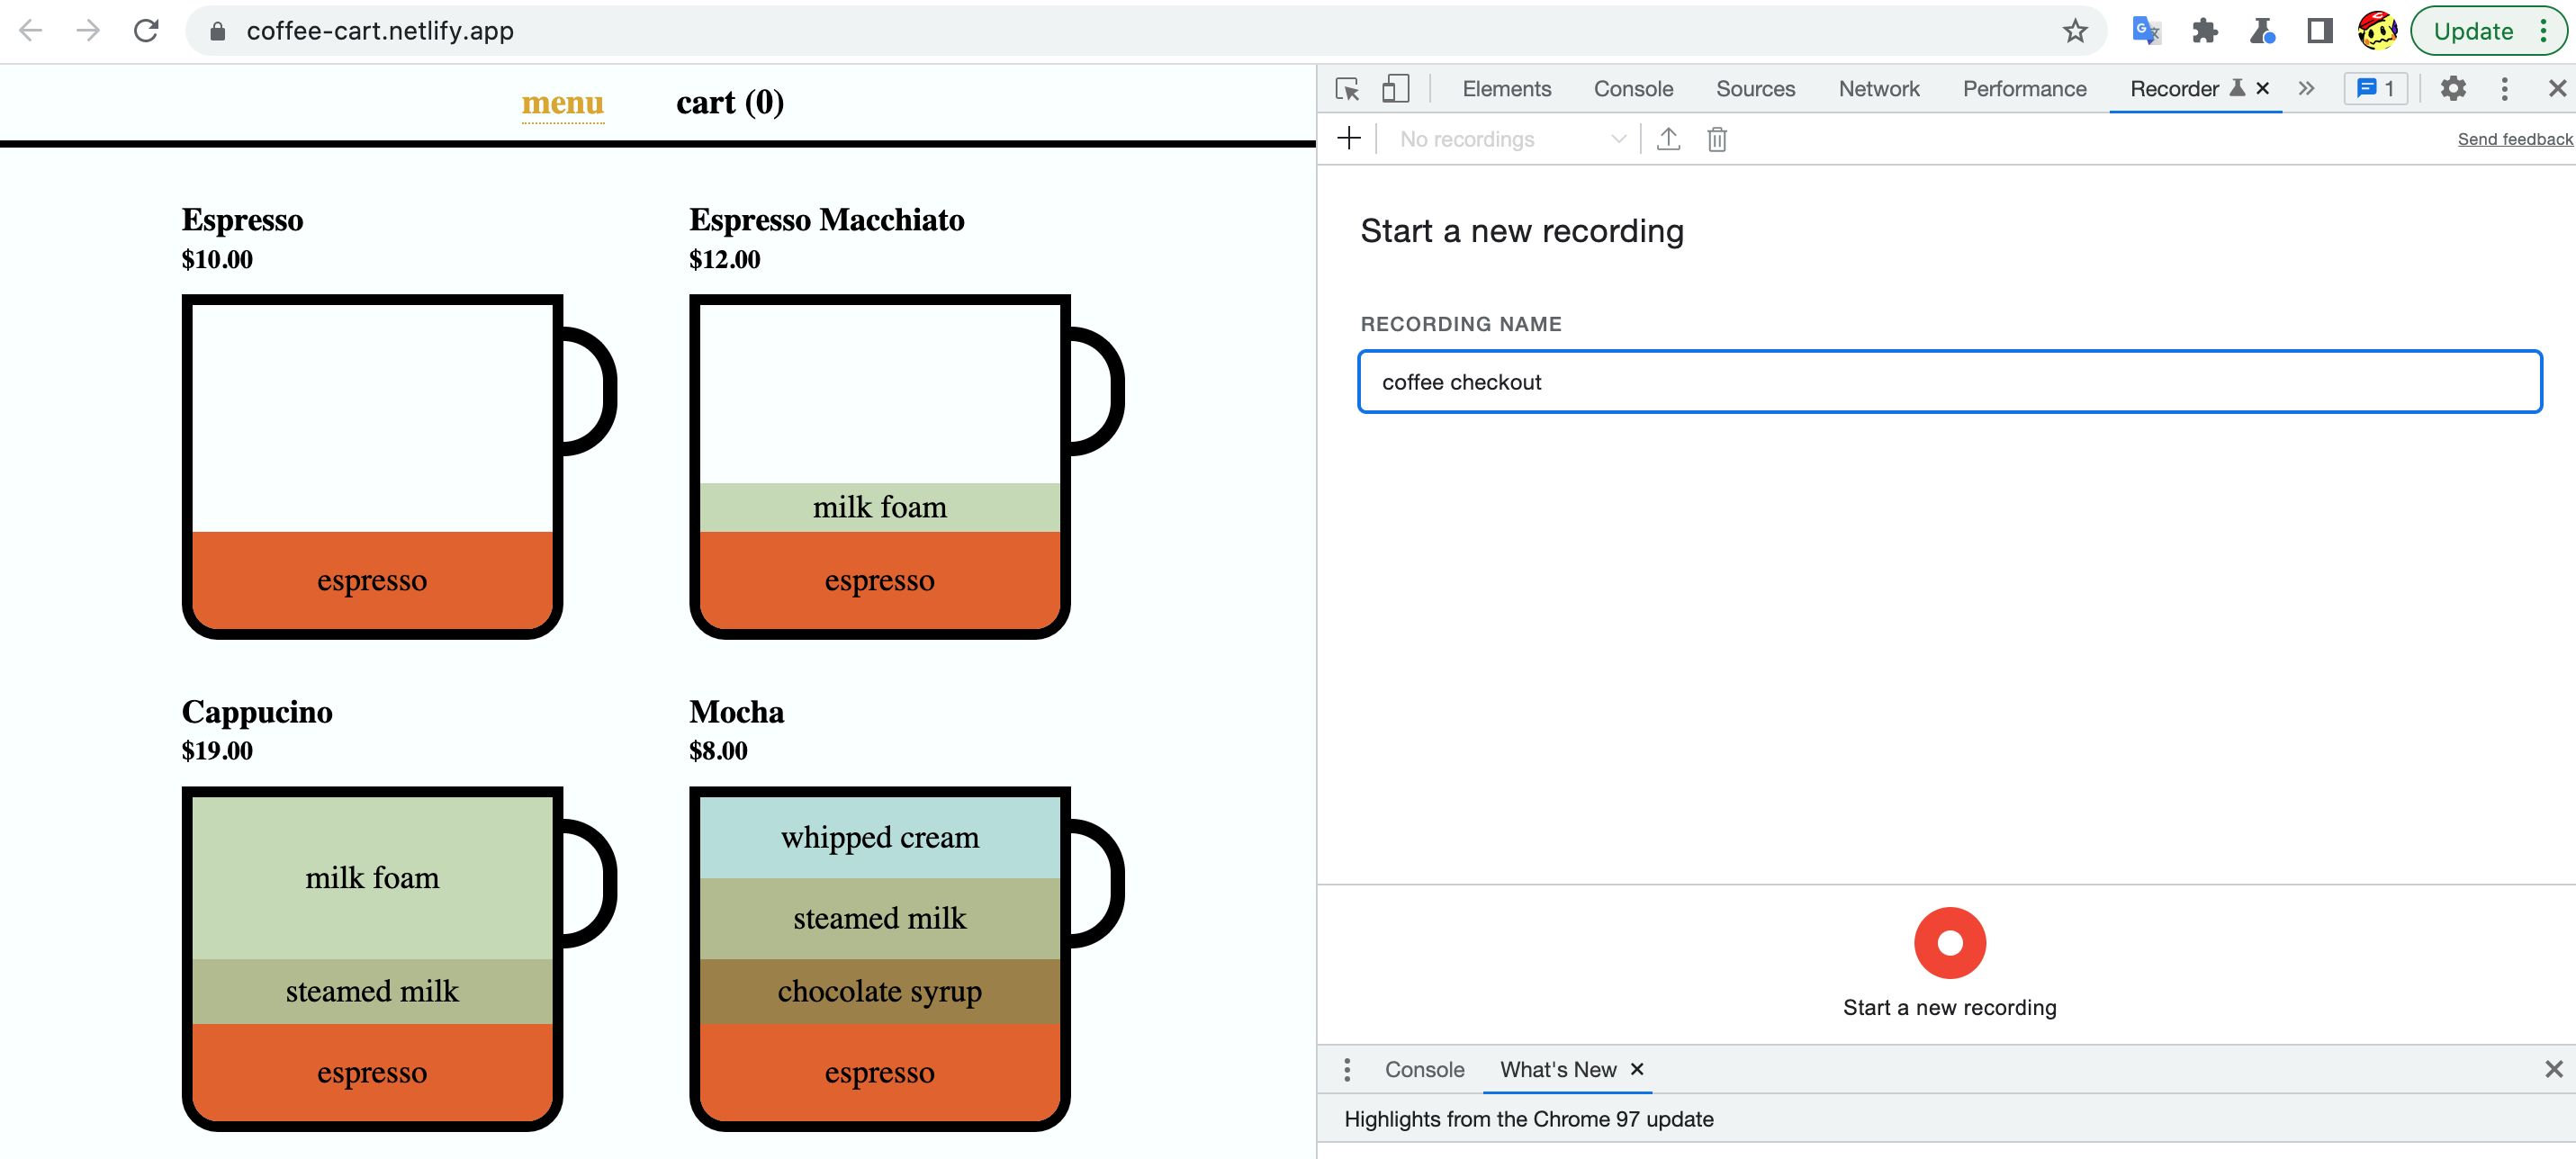 coffee-cart.netlify.app
Update
menu cart (0)
Espresso
$10.00
espresso
Espresso Macchiato
$12.00
milk foam
espresso
Cappucino
$19.00
milk foam
steamed milk
espresso
Mocha
$8.00
whipped cream
steamed milk
chocolate syrup
espresso
Elements Console Sources Network Performance Recorder 1
No recordings Send feedback
Start a new recording
RECORDING NAME
coffee checkout
Start a new recording
Console What's New
Highlights from the Chrome 97 update